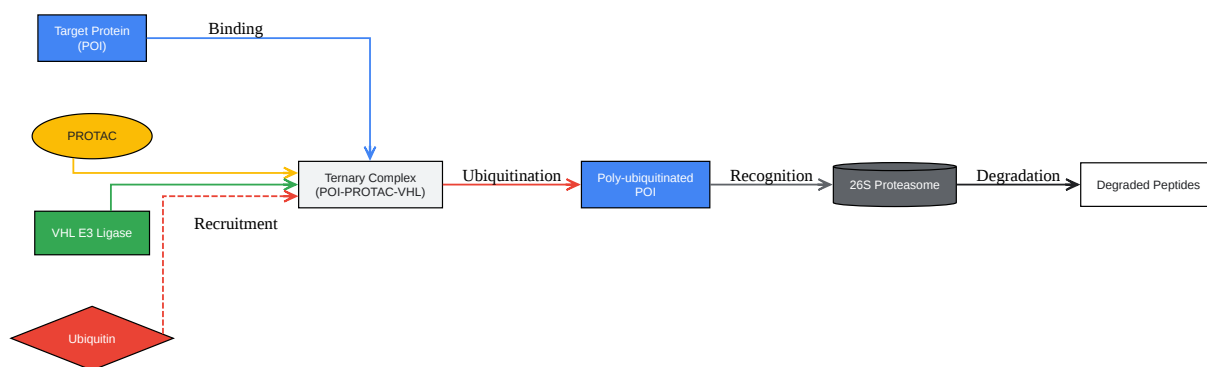 Target Protein
(POI)
Binding
PROTAC
VHL E3 Ligase
Recruitment
Ubiquitin
Ternary Complex
(POI-PROTAC-VHL)
Ubiquitination
Poly-ubiquitinated
POI
Recognition
26S Proteasome
Degradation
Degraded Peptides